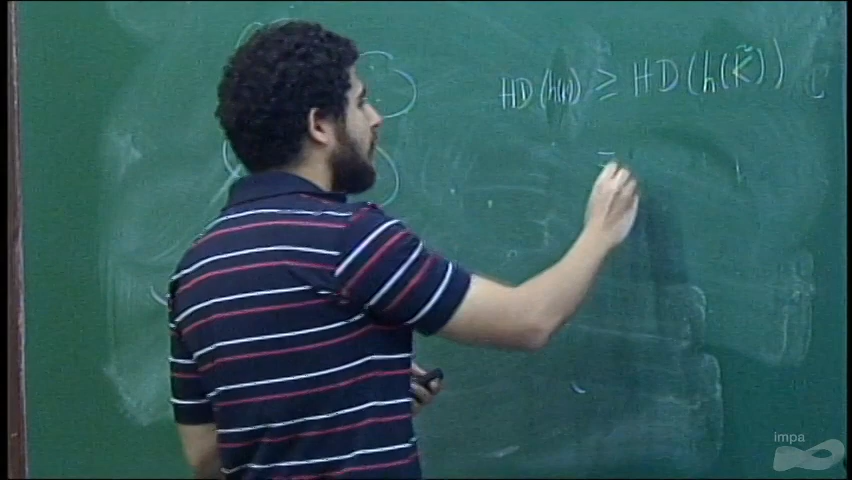 HD(h(K)) ≥ HD(h(K̃))
=
impa